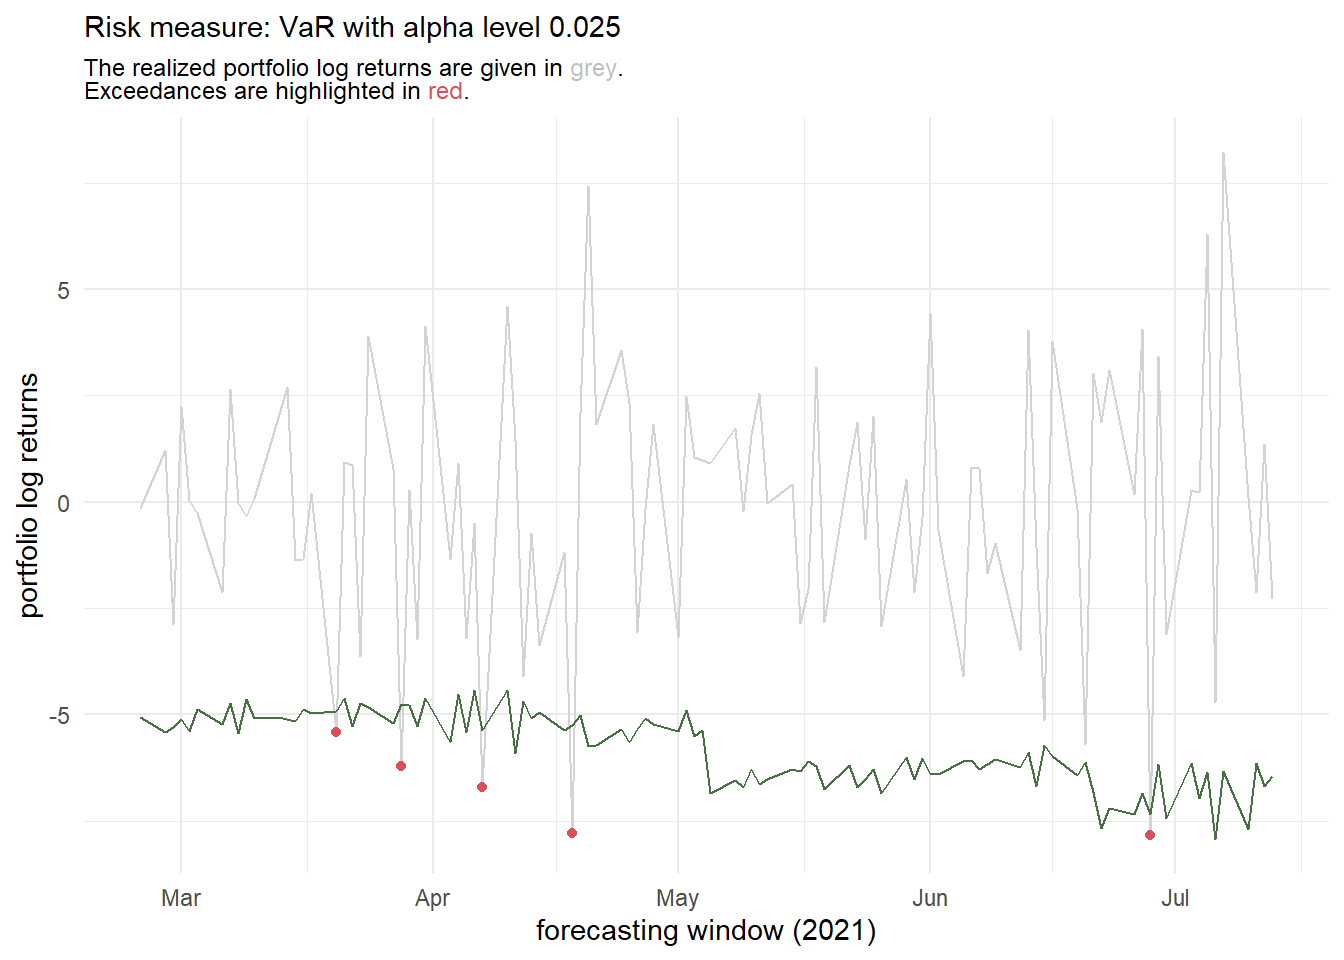 Risk measure: VaR with alpha level 0.025
The realized portfolio log returns are given in grey.
Exceedances are highlighted in red.
portfolio log returns
5
0
-5
Mar Apr May Jun Jul
forecasting window (2021)